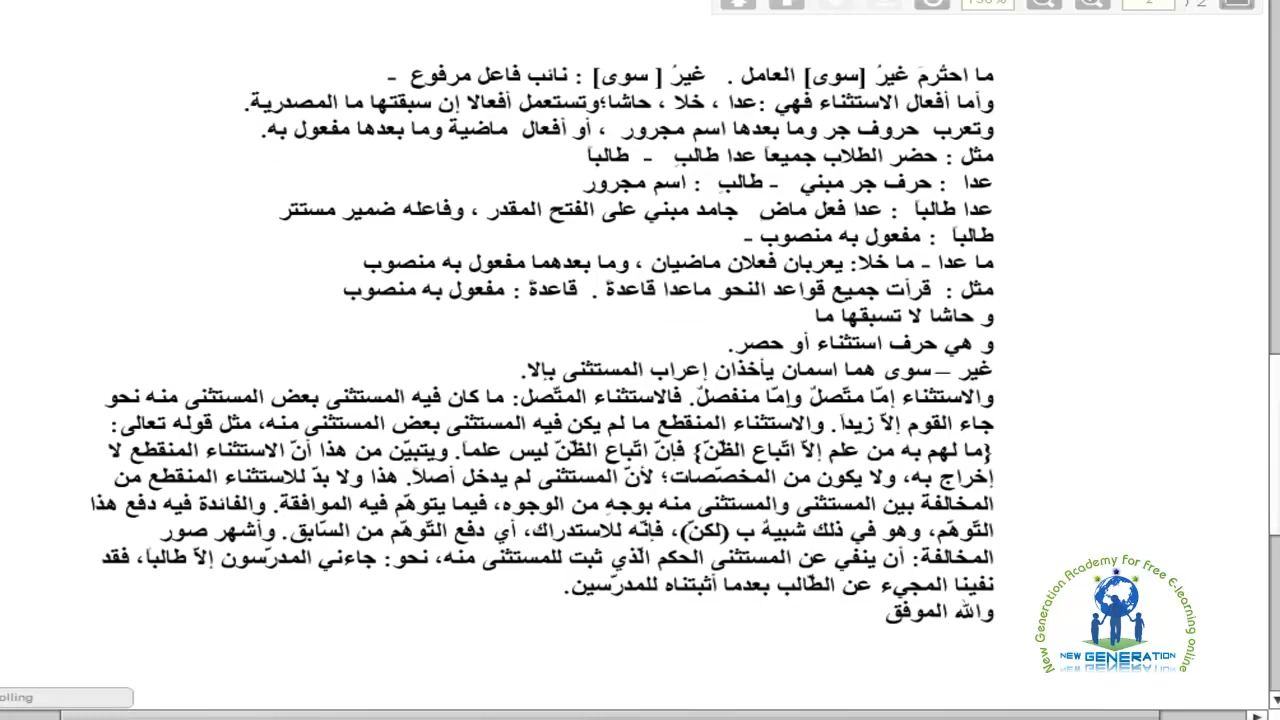 ما احتُرمَ غيرُ [سوى] العامل . غيرُ [ سوى] : نائب فاعل مرفوع -
وأما أفعال الاستثناء فهي :عدا ، خلا ، حاشا؛وتستعمل أفعالا إن سبقتها ما المصدرية.
وتعرب حروف جر وما بعدها اسم مجرور ، أو أفعال ماضية وما بعدها مفعول به.
مثل : حضر الطلاب جميعاً عدا طالبٍ - طالباً
عدا : حرف جر مبني - طالبٍ : اسم مجرور
عدا طالباً : عدا فعل ماضٍ جامد مبني على الفتح المقدر ، وفاعله ضمير مستتر
طالباً : مفعول به منصوب -
ما عدا - ما خلا: يعربان فعلان ماضيان ، وما بعدهما مفعول به منصوب
مثل : قرأت جميع قواعد النحو ماعدا قاعدةً . قاعدةً : مفعول به منصوب
و حاشا لا تسبقها ما
و هي حرف استثناء أو حصر.
غير – سوى هما اسمان يأخذان إعراب المستثنى بإلا.
والاستثناء إمّا متّصلٌ وإمّا منفصلٌ. فالاستثناء المتّصل: ما كان فيه المستثنى بعض المستثنى منه نحو
جاء القوم إلاّ زيداً. والاستثناء المنقطع ما لم يكن فيه المستثنى بعض المستثنى منه، مثل قوله تعالى:
{ما لهم به من علم إلاّ اتّباع الظّنّ} فإنّ اتّباع الظّنّ ليس علماً. ويتبيّن من هذا أنّ الاستثناء المنقطع لا
إخراج به، ولا يكون من المخصّصات؛ لأنّ المستثنى لم يدخل أصلاً. هذا ولا بدّ للاستثناء المنقطع من
المخالفة بين المستثنى والمستثنى منه بوجهٍ من الوجوه، فيما يتوهّم فيه الموافقة. والفائدة فيه دفع هذا
التّوهّم، وهو في ذلك شبيهٌ ب (لكنّ)، فإنّه للاستدراك، أي دفع التّوهّم من السّابق. وأشهر صور
المخالفة: أن ينفي عن المستثنى الحكم الّذي ثبت للمستثنى منه، نحو: جاءني المدرّسون إلاّ طالباً، فقد
نفينا المجيء عن الطّالب بعدما أثبتناه للمدرّسين.
والله الموفق
New Generation Academy for Free E-learning online
NEW GENERATION
olling